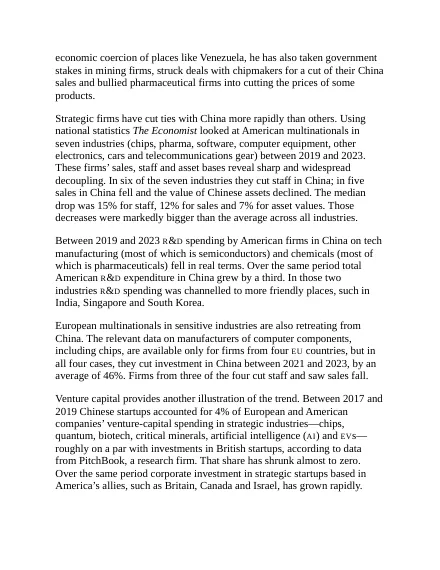 economic coercion of places like Venezuela, he has also taken government
stakes in mining firms, struck deals with chipmakers for a cut of their China
sales and bullied pharmaceutical firms into cutting the prices of some
products.
Strategic firms have cut ties with China more rapidly than others. Using
national statistics The Economist looked at American multinationals in
seven industries (chips, pharma, software, computer equipment, other
electronics, cars and telecommunications gear) between 2019 and 2023.
These firms’ sales, staff and asset bases reveal sharp and widespread
decoupling. In six of the seven industries they cut staff in China; in five
sales in China fell and the value of Chinese assets declined. The median
drop was 15% for staff, 12% for sales and 7% for asset values. Those
decreases were markedly bigger than the average across all industries.
Between 2019 and 2023 R&D spending by American firms in China on tech
manufacturing (most of which is semiconductors) and chemicals (most of
which is pharmaceuticals) fell in real terms. Over the same period total
American R&D expenditure in China grew by a third. In those two
industries R&D spending was channelled to more friendly places, such in
India, Singapore and South Korea.
European multinationals in sensitive industries are also retreating from
China. The relevant data on manufacturers of computer components,
including chips, are available only for firms from four EU countries, but in
all four cases, they cut investment in China between 2021 and 2023, by an
average of 46%. Firms from three of the four cut staff and saw sales fall.
Venture capital provides another illustration of the trend. Between 2017 and
2019 Chinese startups accounted for 4% of European and American
companies’ venture-capital spending in strategic industries—chips,
quantum, biotech, critical minerals, artificial intelligence (AI) and EVs—
roughly on a par with investments in British startups, according to data
from PitchBook, a research firm. That share has shrunk almost to zero.
Over the same period corporate investment in strategic startups based in
America’s allies, such as Britain, Canada and Israel, has grown rapidly.